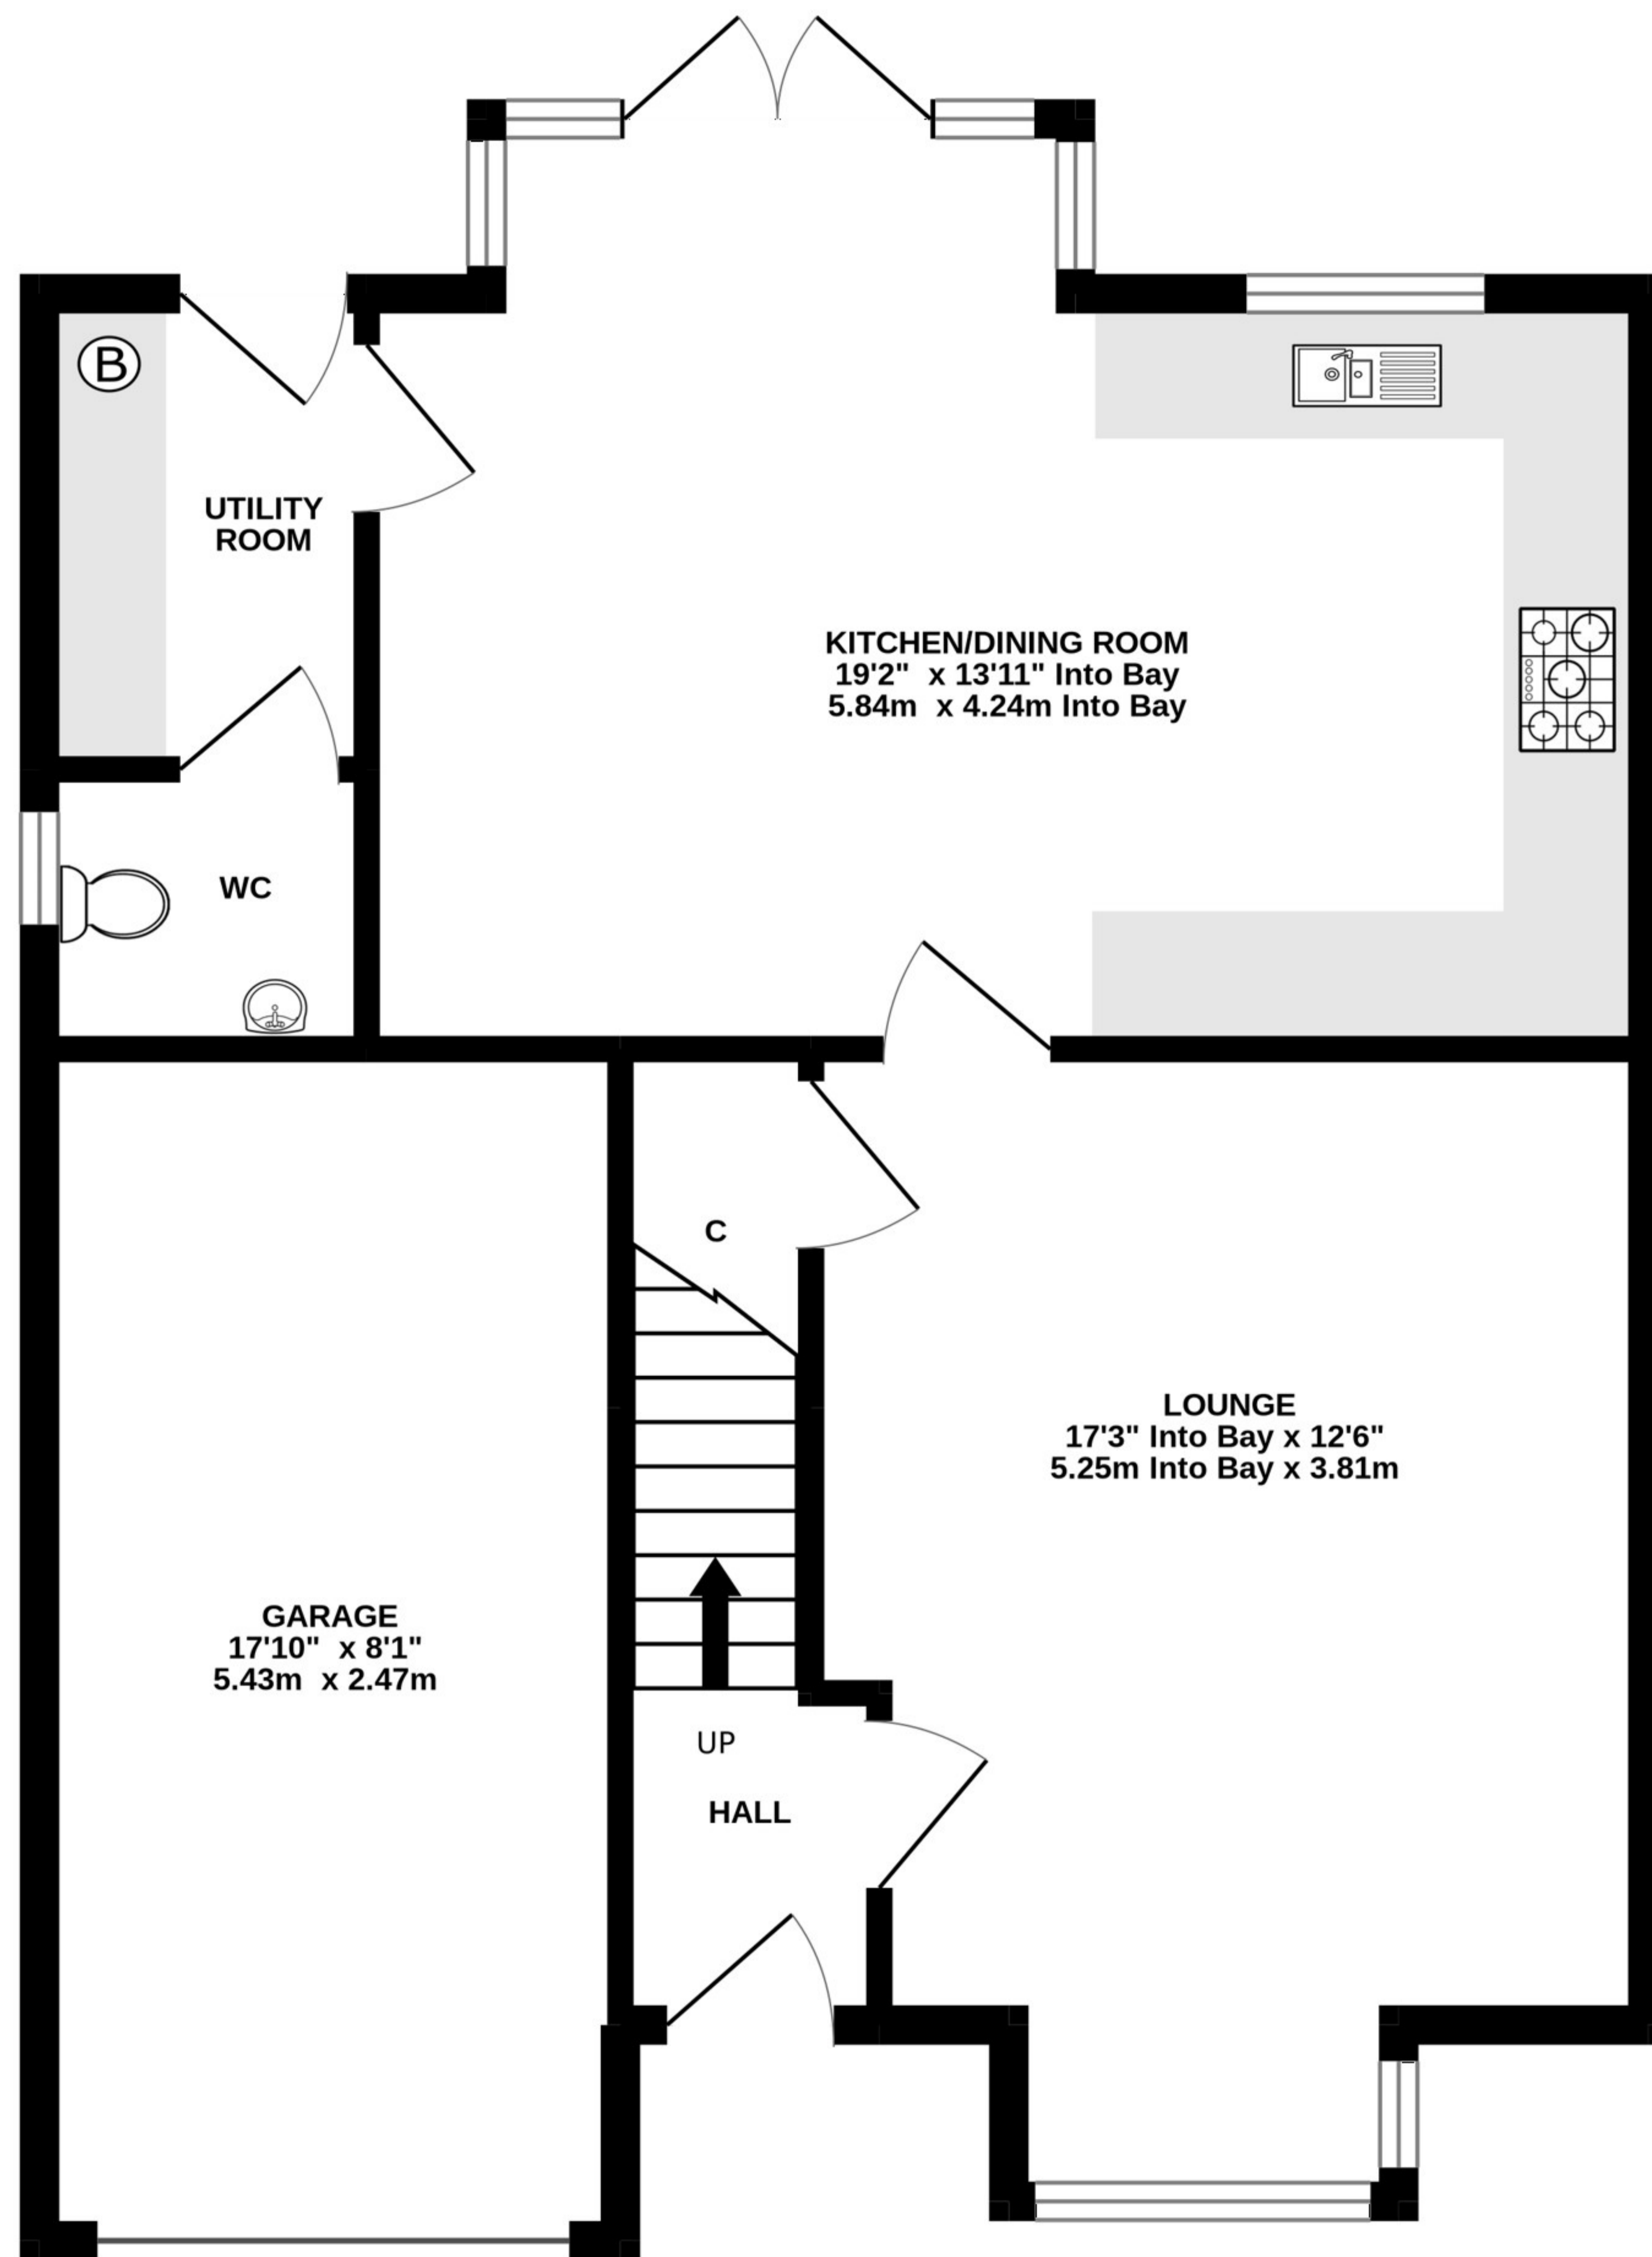 B
UTILITY
ROOM
KITCHEN/DINING ROOM
19'2" x 13'11" Into Bay
5.84m x 4.24m Into Bay
WC
C
LOUNGE
17'3" Into Bay x 12'6"
5.25m Into Bay x 3.81m
GARAGE
17'10" x 8'1"
5.43m x 2.47m
UP
HALL